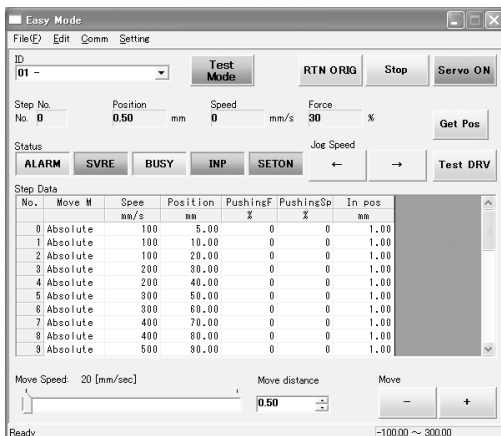 Easy Mode
File(F) Edit Comm Setting
ID
01 -
Test Mode
RTN ORIG
Stop
Servo ON
Step No. Position Speed Force
No. 0 0.50 mm 0 mm/s 30 %
Get Pos
Status
Jog Speed
ALARM SVRE BUSY INP SETON ← → Test DRV
Step Data
No. Move M Spee Position PushingF PushingSp In pos
mm/s mm % % mm
0 Absolute 100 5.00 0 0 1.00
1 Absolute 100 10.00 0 0 1.00
2 Absolute 100 20.00 0 0 1.00
3 Absolute 200 30.00 0 0 1.00
4 Absolute 200 40.00 0 0 1.00
5 Absolute 300 50.00 0 0 1.00
6 Absolute 300 60.00 0 0 1.00
7 Absolute 400 70.00 0 0 1.00
8 Absolute 400 80.00 0 0 1.00
9 Absolute 500 90.00 0 0 1.00
Move Speed: 20 [mm/sec]
Move distance
Move
0.50
- +
Ready
-100.00 ~ 300.00